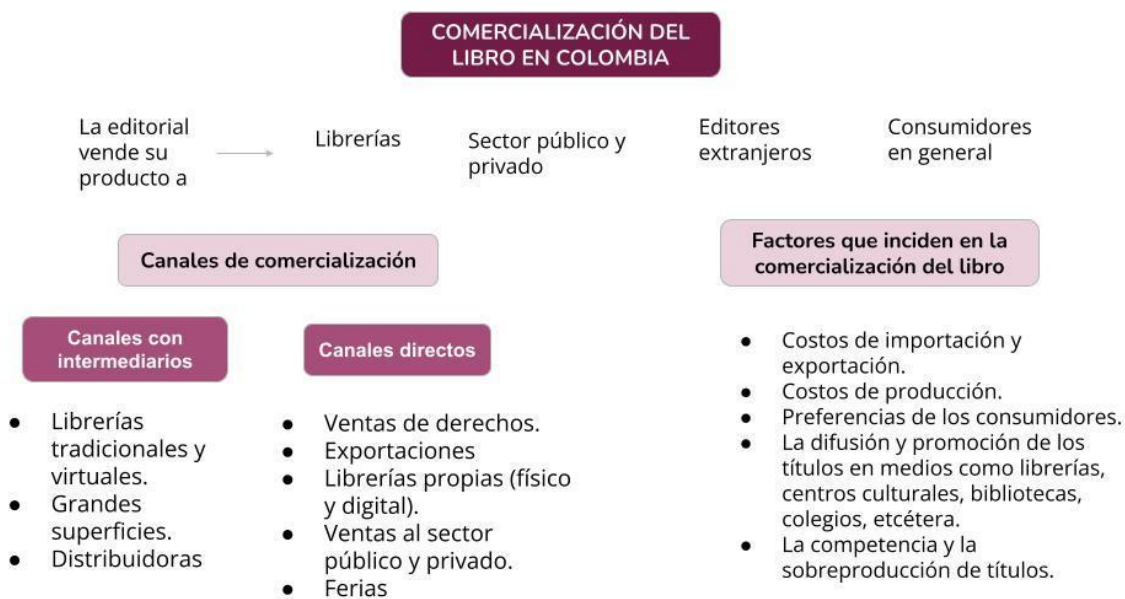 COMERCIALIZACIÓN DEL
LIBRO EN COLOMBIA
La editorial
vende su
producto a
Librerías
Sector público y
privado
Editores
extranjeros
Consumidores
en general
Canales de comercialización
Canales con
intermediarios
● Librerías
tradicionales y
virtuales.
● Grandes
superficies.
● Distribuidoras
Canales directos
● Ventas de derechos.
● Exportaciones
● Librerías propias (físico
y digital).
● Ventas al sector
público y privado.
● Ferias
Factores que inciden en la
comercialización del libro
● Costos de importación y
exportación.
● Costos de producción.
● Preferencias de los consumidores.
● La difusión y promoción de los
títulos en medios como librerías,
centros culturales, bibliotecas,
colegios, etcétera.
● La competencia y la
sobreproducción de títulos.